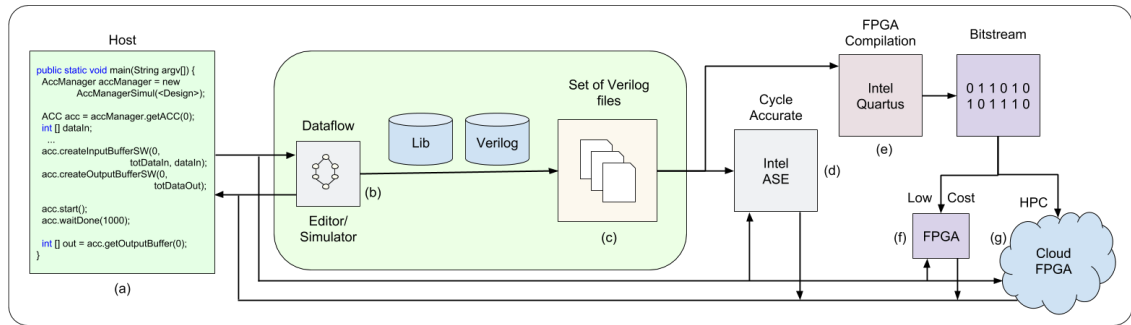 Host
public static void main(String argv[]) {
AccManager accManager = new
AccManagerSimul(<Design>);
ACC acc = accManager.getACC(0);
int [] dataIn;
...
acc.createInputBufferSW(0,
totDataIn, dataIn);
acc.createOutputBufferSW(0,
totDataOut);
acc.start();
acc.waitDone(1000);
int [] out = acc.getOutputBuffer(0);
}
(a)
Dataflow
Editor/
Simulator
(b)
Lib
Verilog
Set of Verilog
files
(c)
Cycle
Accurate
Intel
ASE
(d)
FPGA
Compilation
Intel
Quartus
(e)
Bitstream
0 1 1 0 1 0
1 0 1 1 1 0
Low Cost
(f)
FPGA
HPC
(g)
Cloud
FPGA